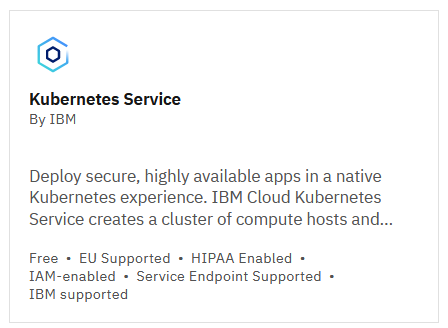 Kubernetes Service
By IBM
Deploy secure, highly available apps in a native
Kubernetes experience. IBM Cloud Kubernetes
Service creates a cluster of compute hosts and...
Free • EU Supported • HIPAA Enabled •
IAM-enabled • Service Endpoint Supported •
IBM supported